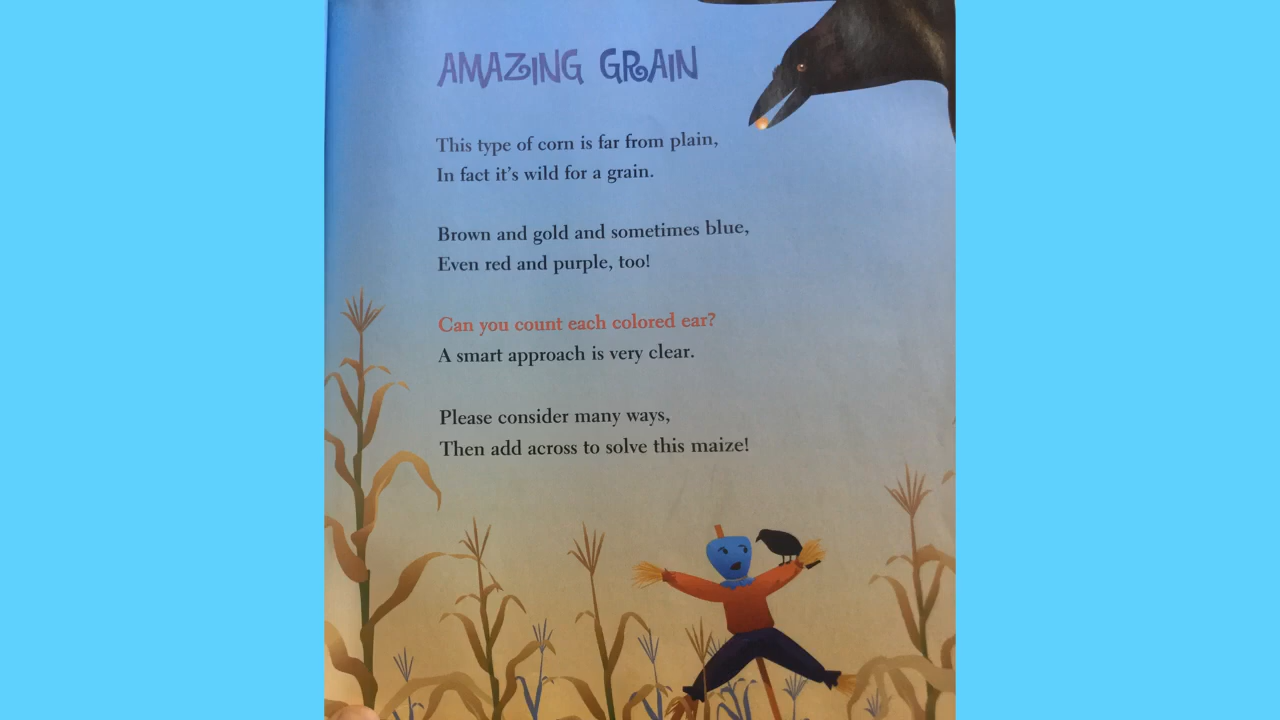 AMAZING GRAIN
This type of corn is far from plain,
In fact it's wild for a grain.
Brown and gold and sometimes blue,
Even red and purple, too!
Can you count each colored ear?
A smart approach is very clear.
Please consider many ways,
Then add across to solve this maize!